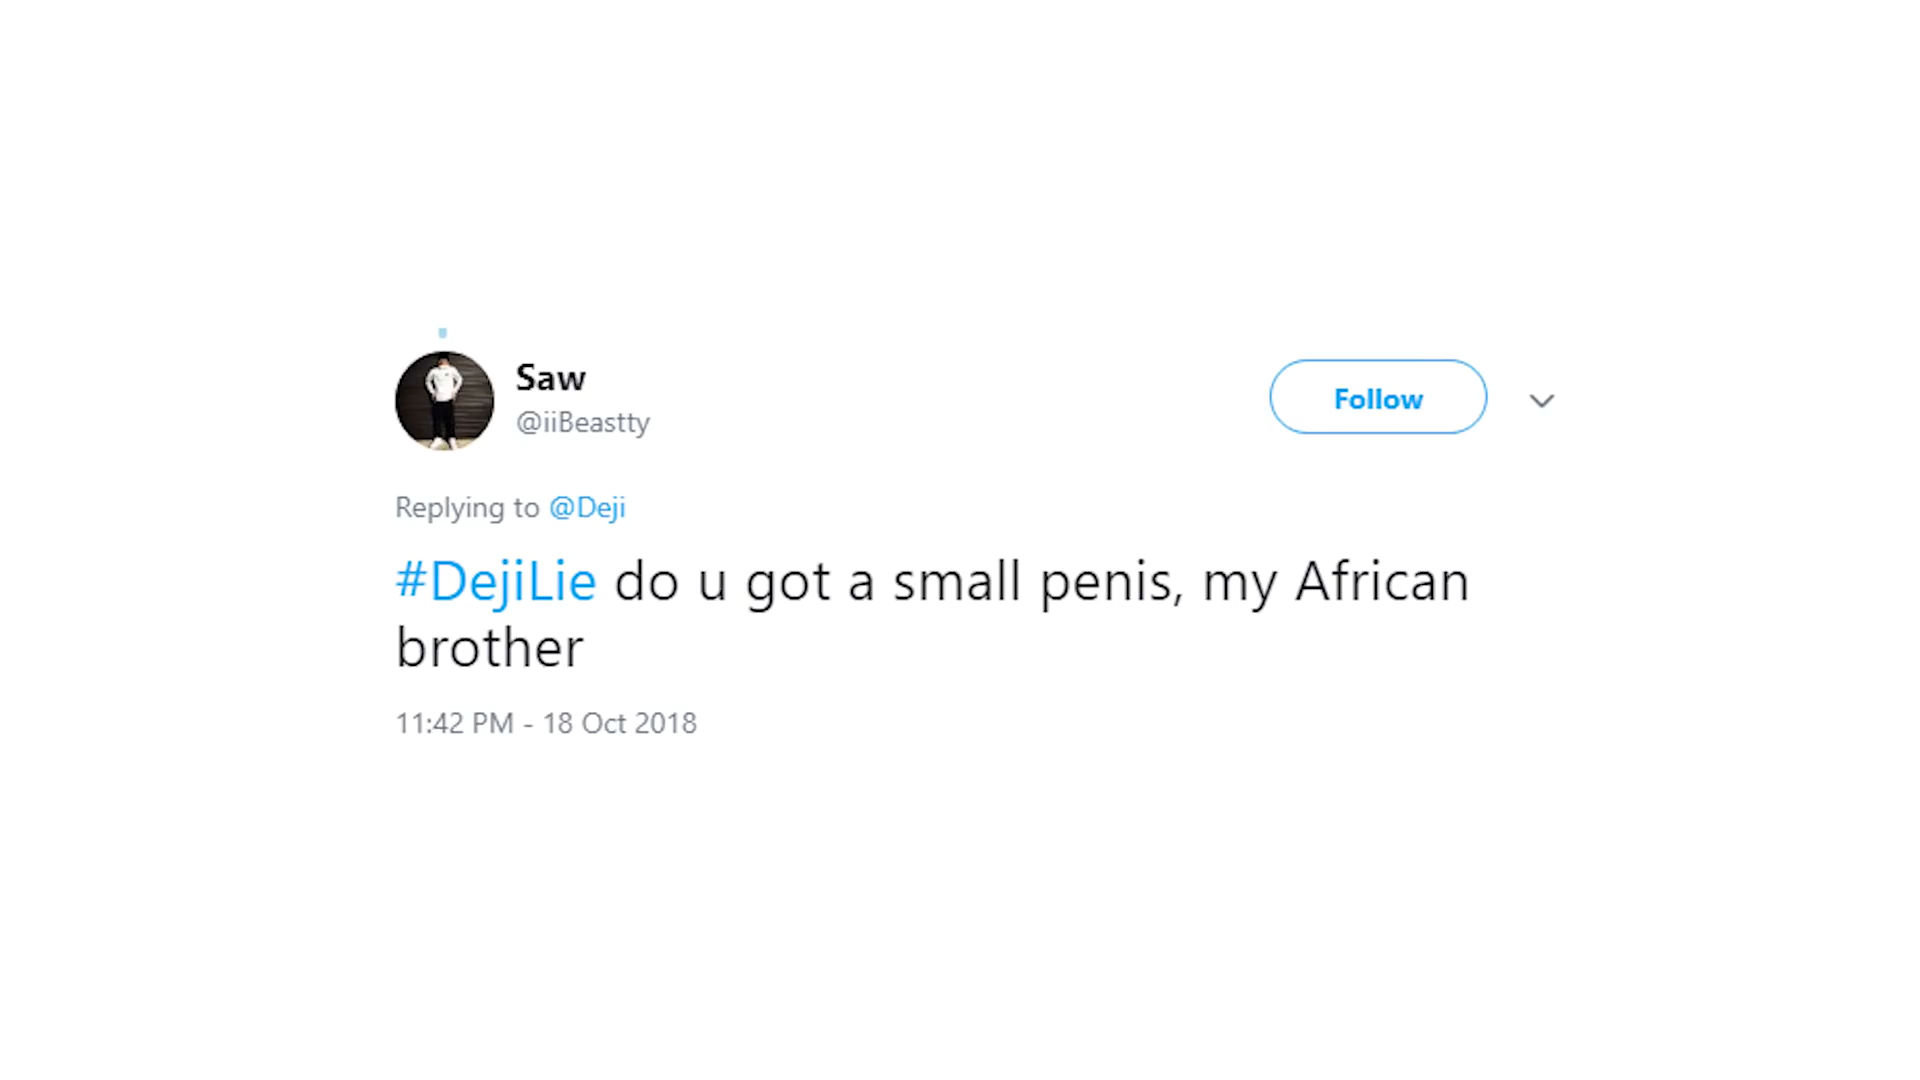 Saw
@iiBeastty
Follow
Replying to @Deji
#DejiLie do u got a small penis, my African
brother
11:42 PM - 18 Oct 2018